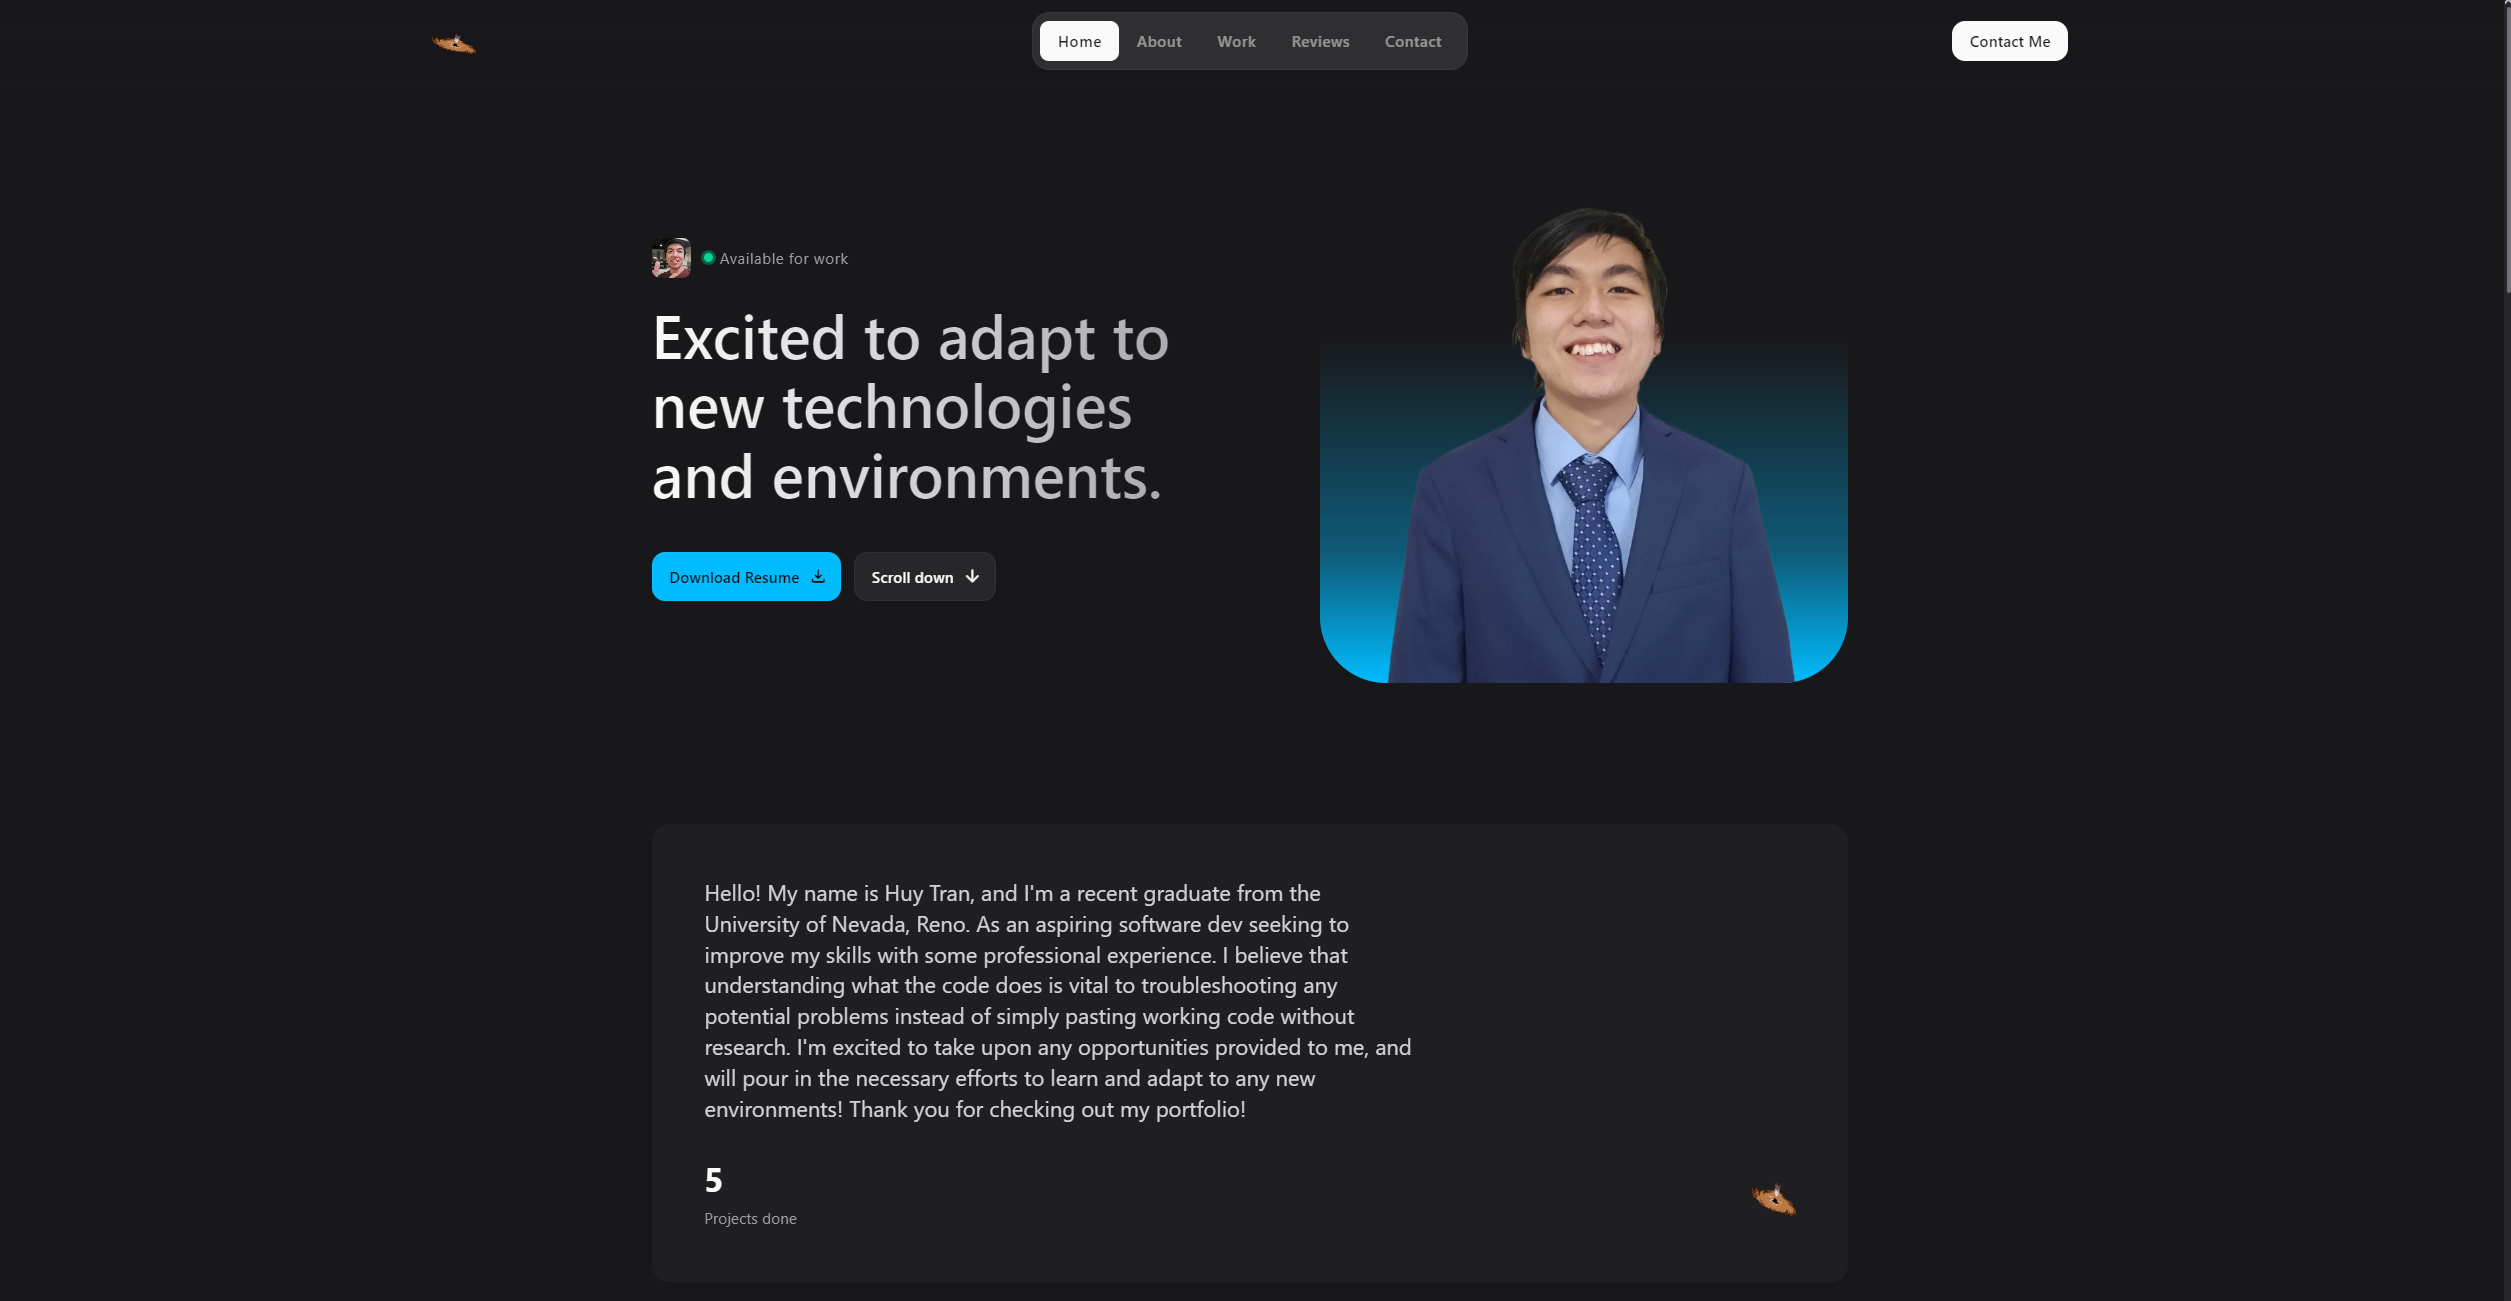 Home About Work Reviews Contact
Contact Me
Available for work
Excited to adapt to
new technologies
and environments.
Download Resume
Scroll down
Hello! My name is Huy Tran, and I'm a recent graduate from the
University of Nevada, Reno. As an aspiring software dev seeking to
improve my skills with some professional experience. I believe that
understanding what the code does is vital to troubleshooting any
potential problems instead of simply pasting working code without
research. I'm excited to take upon any opportunities provided to me, and
will pour in the necessary efforts to learn and adapt to any new
environments! Thank you for checking out my portfolio!
5
Projects done